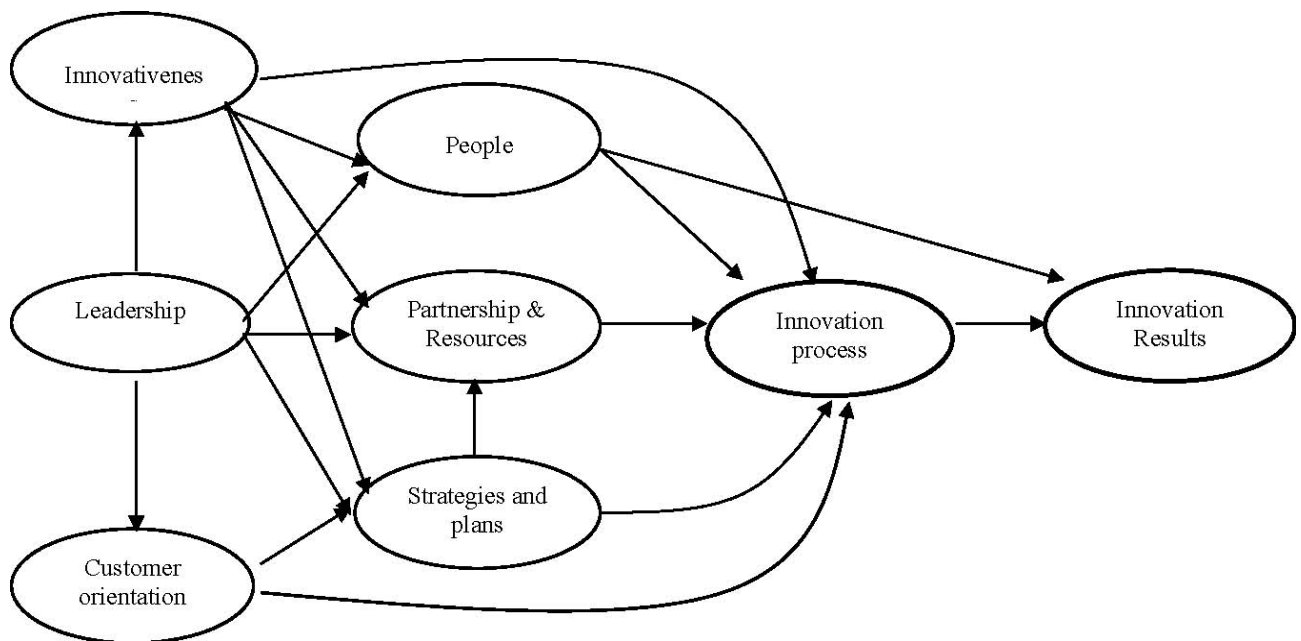 Innovativenes
People
Leadership
Partnership &
Resources
Innovation
process
Innovation
Results
Strategies and
plans
Customer
orientation